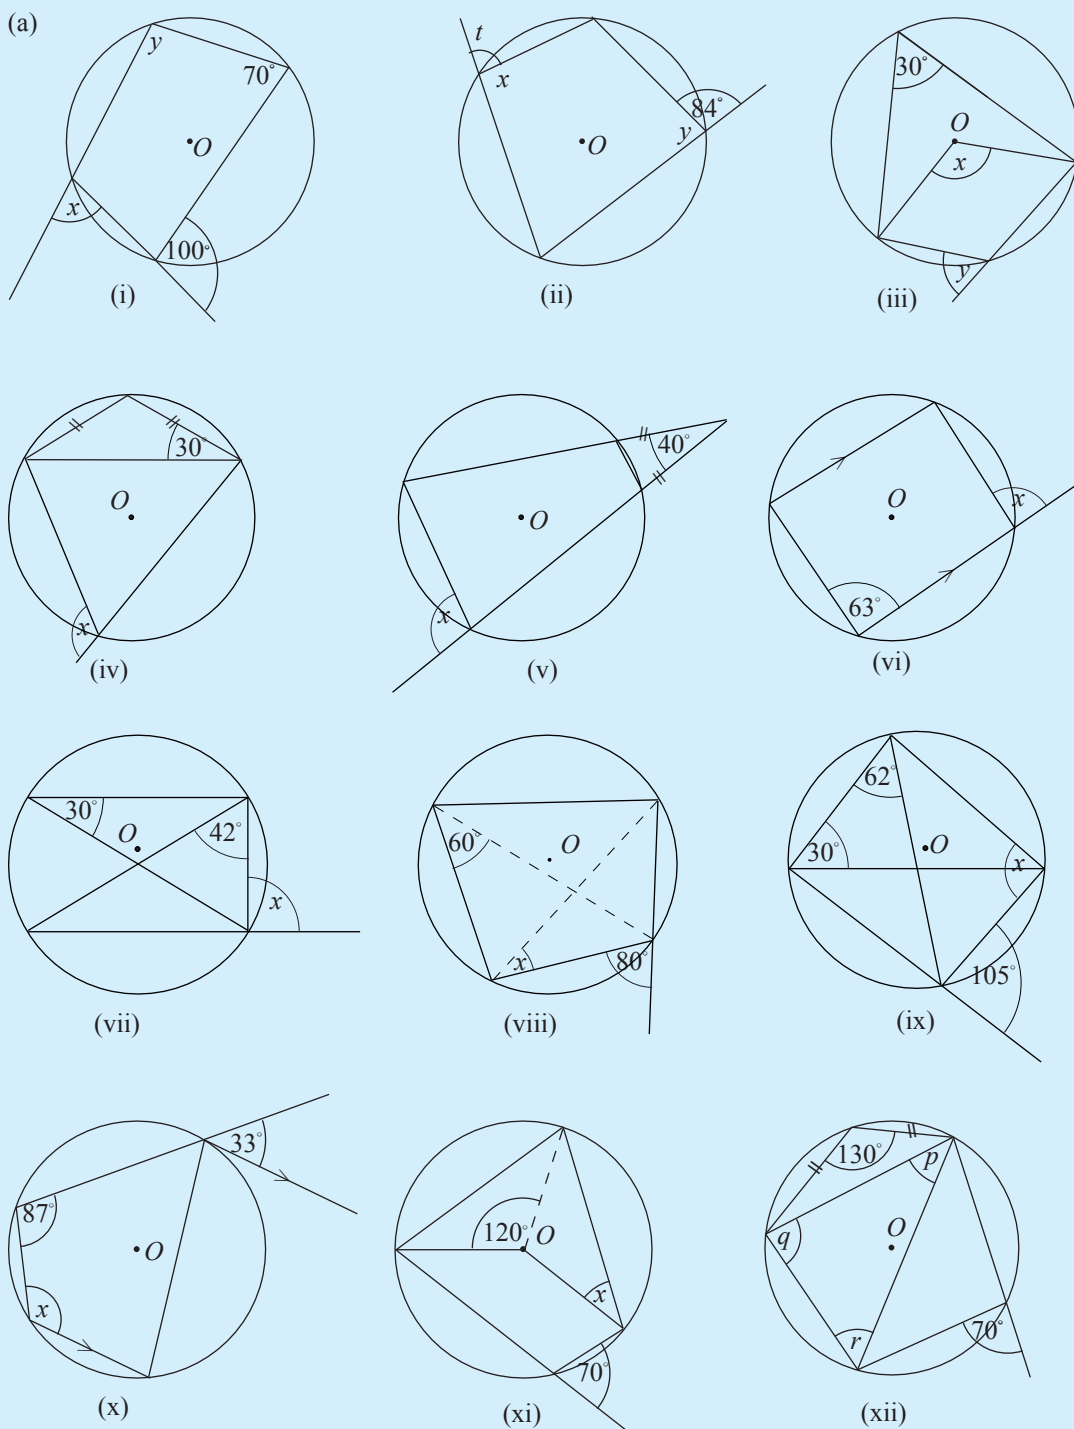 (a)
y
70°
O
x
100°
(i)
t
x
84°
y
O
(ii)
30°
O
x
y
(iii)
30°
O
x
(iv)
40°
O
x
(v)
x
O
63°
(vi)
30°
O
42°
x
(vii)
60°
O
x
80°
(viii)
62°
30°
O
x
105°
(ix)
33°
87°
O
x
(x)
120°
O
x
70°
(xi)
130°
p
q
O
r
70°
(xii)